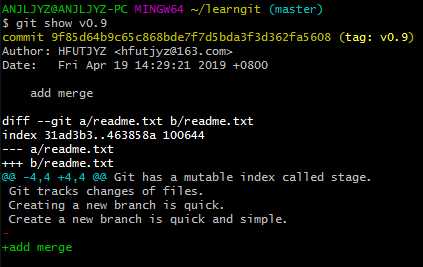 ANJLJYZ@ANJLJYZ-PC MINGW64 ~/learngit (master)
$ git show v0.9
commit 9f85d64b9c65c868bde7f7d5bda3f3d362fa5608 (tag: v0.9)
Author: HFUTJYZ <hfutjyz@163.com>
Date:   Fri Apr 19 14:29:21 2019 +0800

    add merge

diff --git a/readme.txt b/readme.txt
index 31ad3b3..463858a 100644
--- a/readme.txt
+++ b/readme.txt
@@ -4,4 +4,4 @@ Git has a mutable index called stage.
 Git tracks changes of files.
 Creating a new branch is quick.
 Create a new branch is quick and simple.
-
+add merge